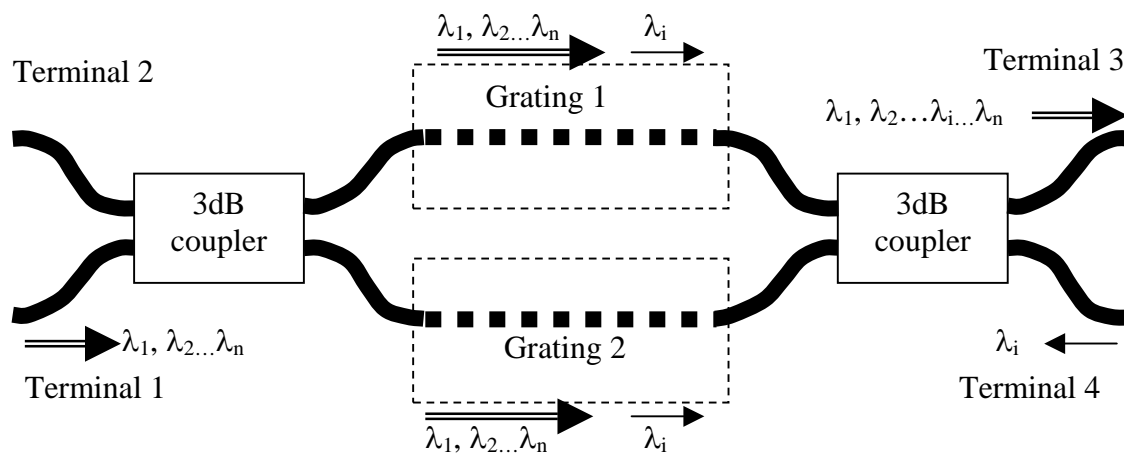 λ₁, λ₂...λₙ
λᵢ
Terminal 2
Terminal 3
Grating 1
λ₁, λ₂...λᵢ...λₙ
3dB
coupler
3dB
coupler
λ₁, λ₂...λₙ
Grating 2
λᵢ
Terminal 1
Terminal 4
λ₁, λ₂...λₙ
λᵢ